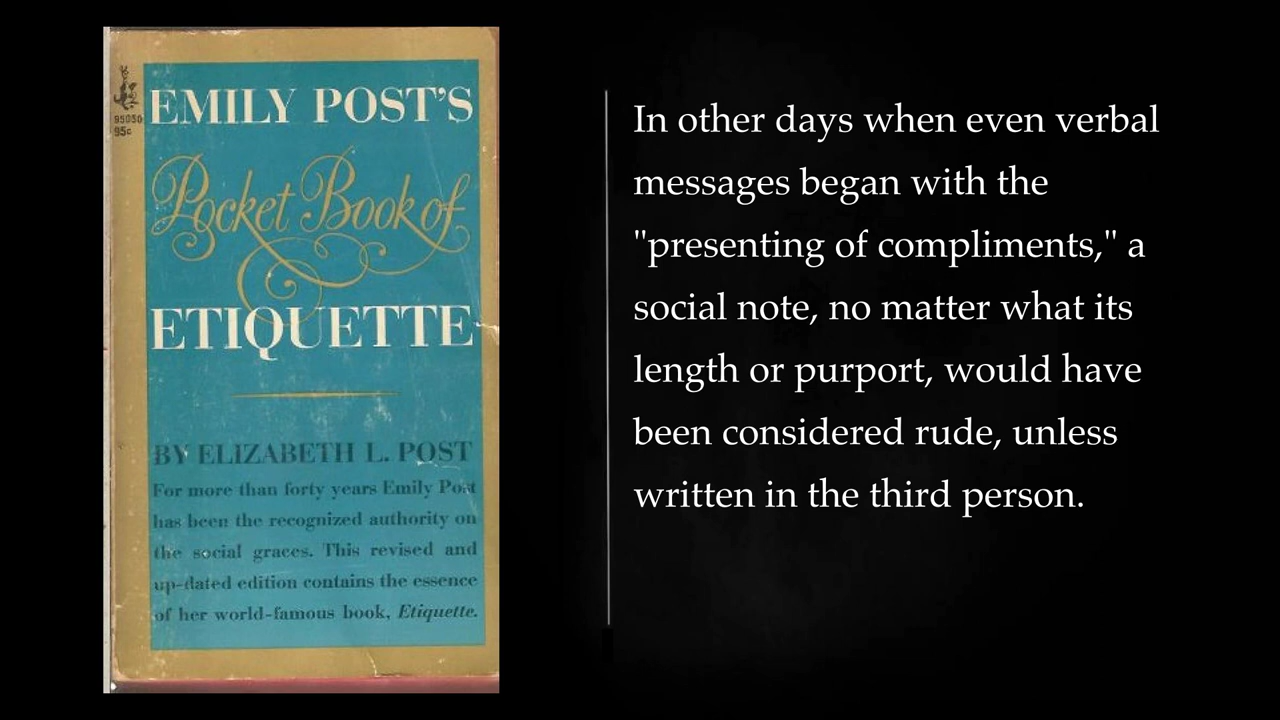 95050
95c
EMILY POST'S
Pocket Book of
ETIQUETTE
BY ELIZABETH L. POST
For more than forty years Emily Post
has been the recognized authority on
the social graces. This revised and
up-dated edition contains the essence
of her world-famous book, Etiquette.
In other days when even verbal
messages began with the
"presenting of compliments," a
social note, no matter what its
length or purport, would have
been considered rude, unless
written in the third person.